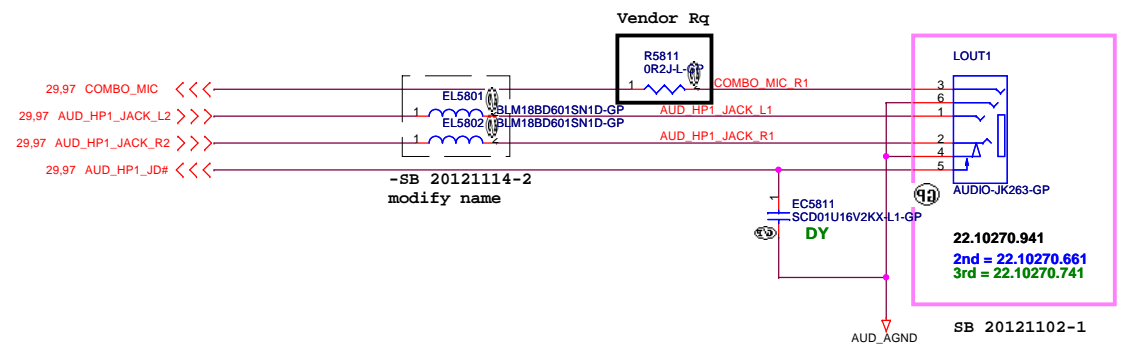 Vendor Rq
R5811
0R2J-L-GP
1
2
LOUT1
29,97 COMBO_MIC
COMBO_MIC_R1
3
6
EL5801
1
BLM18BD601SN1D-GP
29,97 AUD_HP1_JACK_L2
AUD_HP1_JACK_L1
1
EL5802
1
2
BLM18BD601SN1D-GP
29,97 AUD_HP1_JACK_R2
AUD_HP1_JACK_R1
2
4
29,97 AUD_HP1_JD#
5
-SB 20121114-2
modify name
AUDIO-JK263-GP
GP
1
EC5811
SCD01U16V2KX-L1-GP
DY
22.10270.941
2nd = 22.10270.661
3rd = 22.10270.741
AUD_AGND
SB 20121102-1